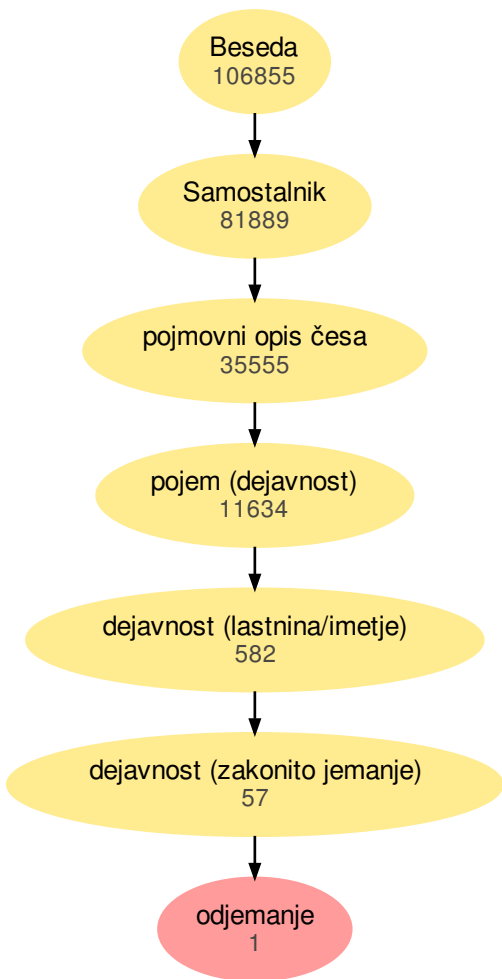 Beseda
106855
Samostalnik
81889
pojmovni opis česa
35555
pojem (dejavnost)
11634
dejavnost (lastnina/imetje)
582
dejavnost (zakonito jemanje)
57
odjemanje
1